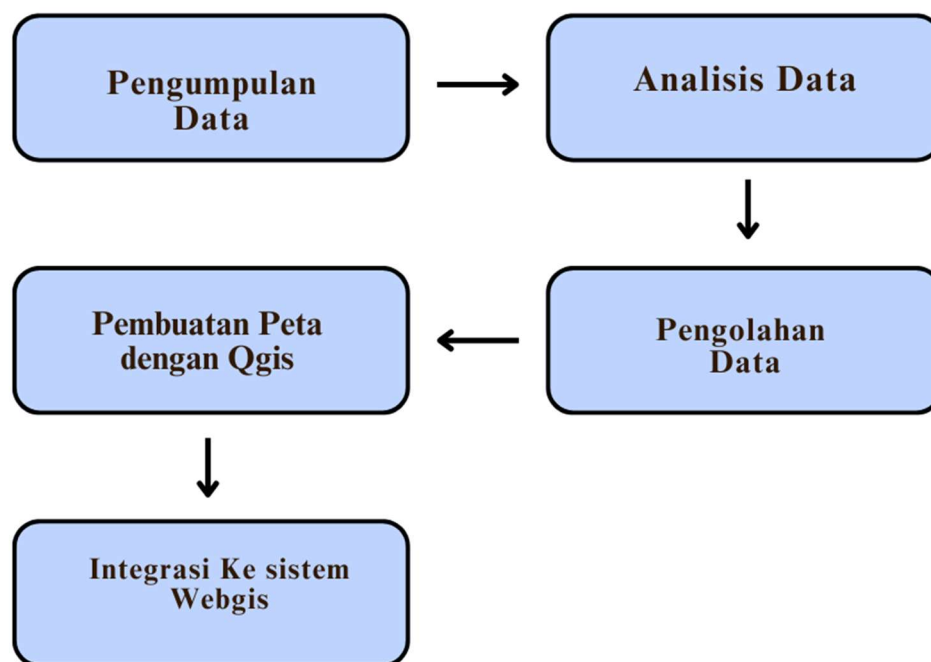 Pengumpulan
Data
Analisis Data
Pengolahan
Data
Pembuatan Peta
dengan Qgis
Integrasi Ke sistem
Webgis